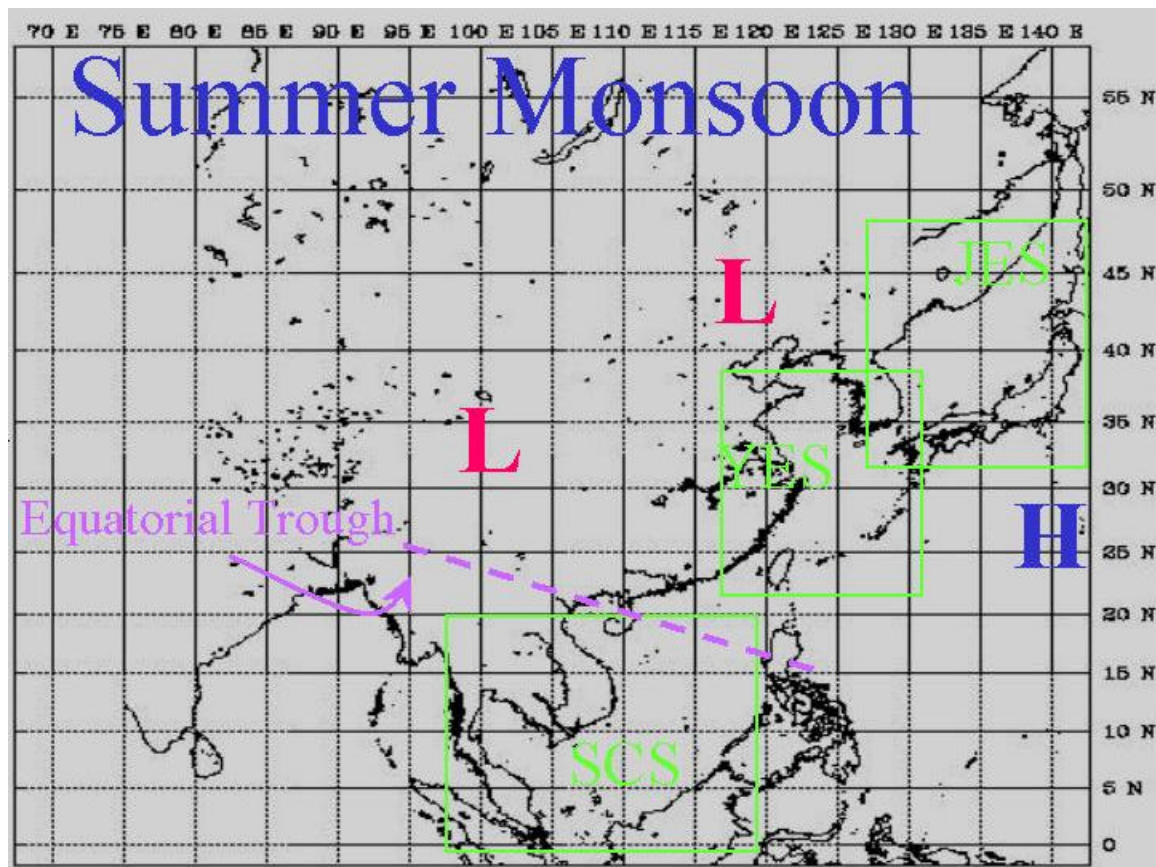 70 E 75 E 80 E 85 E 90 E 95 E 100 E 105 E 110 E 115 E 120 E 125 E 130 E 135 E 140 E
Summer Monsoon
55 N
50 N
JES
45 N
L
40 N
35 N
L
YES
30 N
Equatorial Trough
H
25 N
20 N
15 N
10 N
SCS
5 N
0